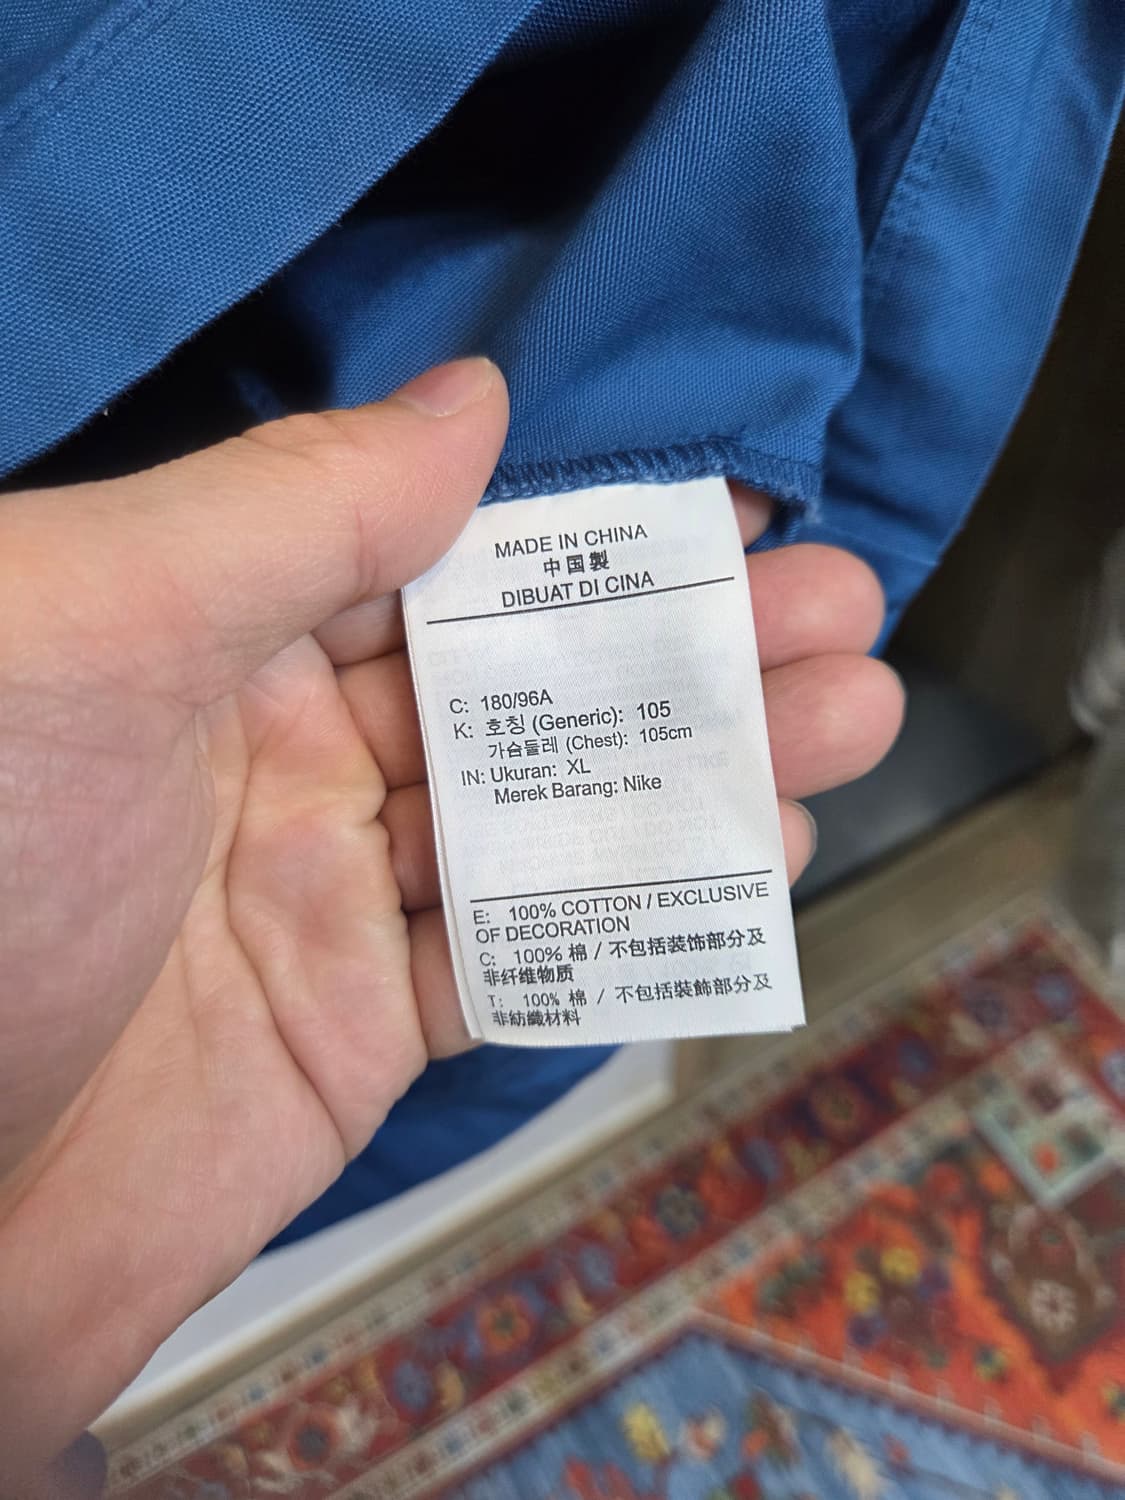 MADE IN CHINA
中国製
DIBUAT DI CINA
C: 180/96A
K: 호칭 (Generic): 105
가슴둘레 (Chest): 105cm
IN: Ukuran: XL
Merek Barang: Nike
E: 100% COTTON / EXCLUSIVE
OF DECORATION
C: 100% 棉 / 不包括装饰部分及
非纤维物质
T: 100% 棉 / 不包括裝飾部分及
非紡織材料